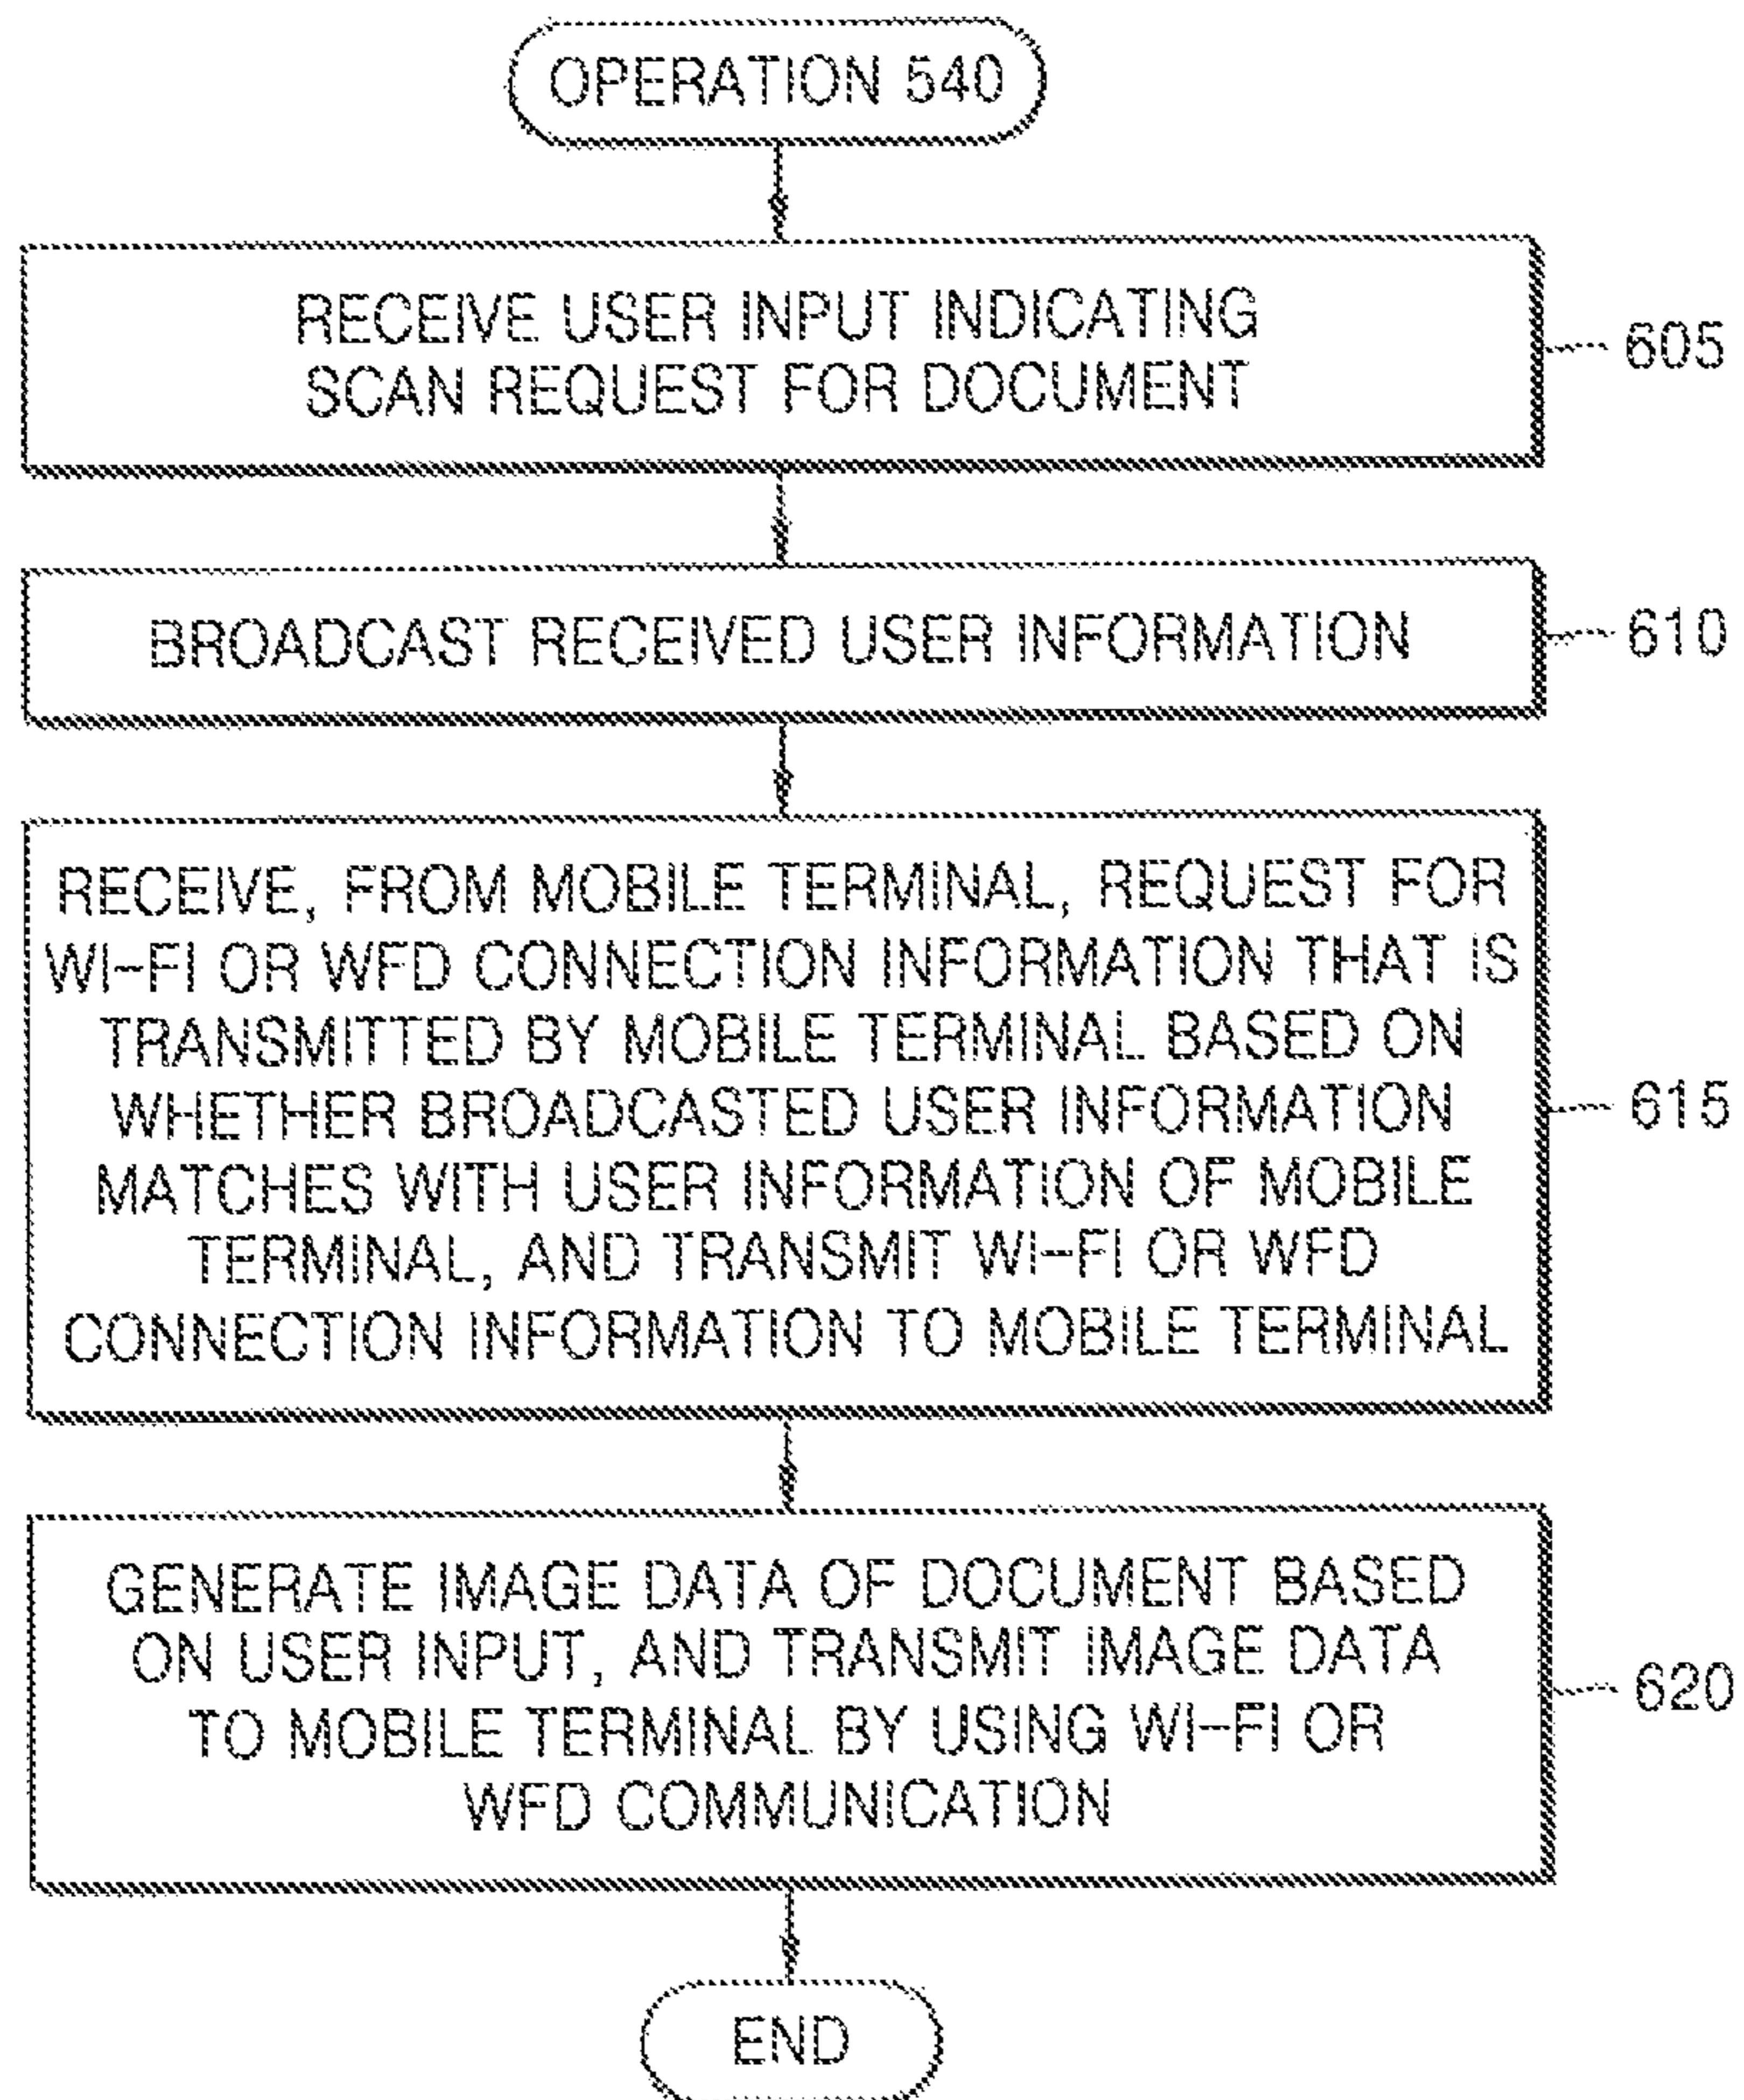 OPERATION 540
RECEIVE USER INPUT INDICATING
SCAN REQUEST FOR DOCUMENT
605
BROADCAST RECEIVED USER INFORMATION
610
RECEIVE, FROM MOBILE TERMINAL, REQUEST FOR
WI-FI OR WFD CONNECTION INFORMATION THAT IS
TRANSMITTED BY MOBILE TERMINAL BASED ON
WHETHER BROADCASTED USER INFORMATION
MATCHES WITH USER INFORMATION OF MOBILE
TERMINAL, AND TRANSMIT WI-FI OR WFD
CONNECTION INFORMATION TO MOBILE TERMINAL
615
GENERATE IMAGE DATA OF DOCUMENT BASED
ON USER INPUT, AND TRANSMIT IMAGE DATA
TO MOBILE TERMINAL BY USING WI-FI OR
WFD COMMUNICATION
620
END